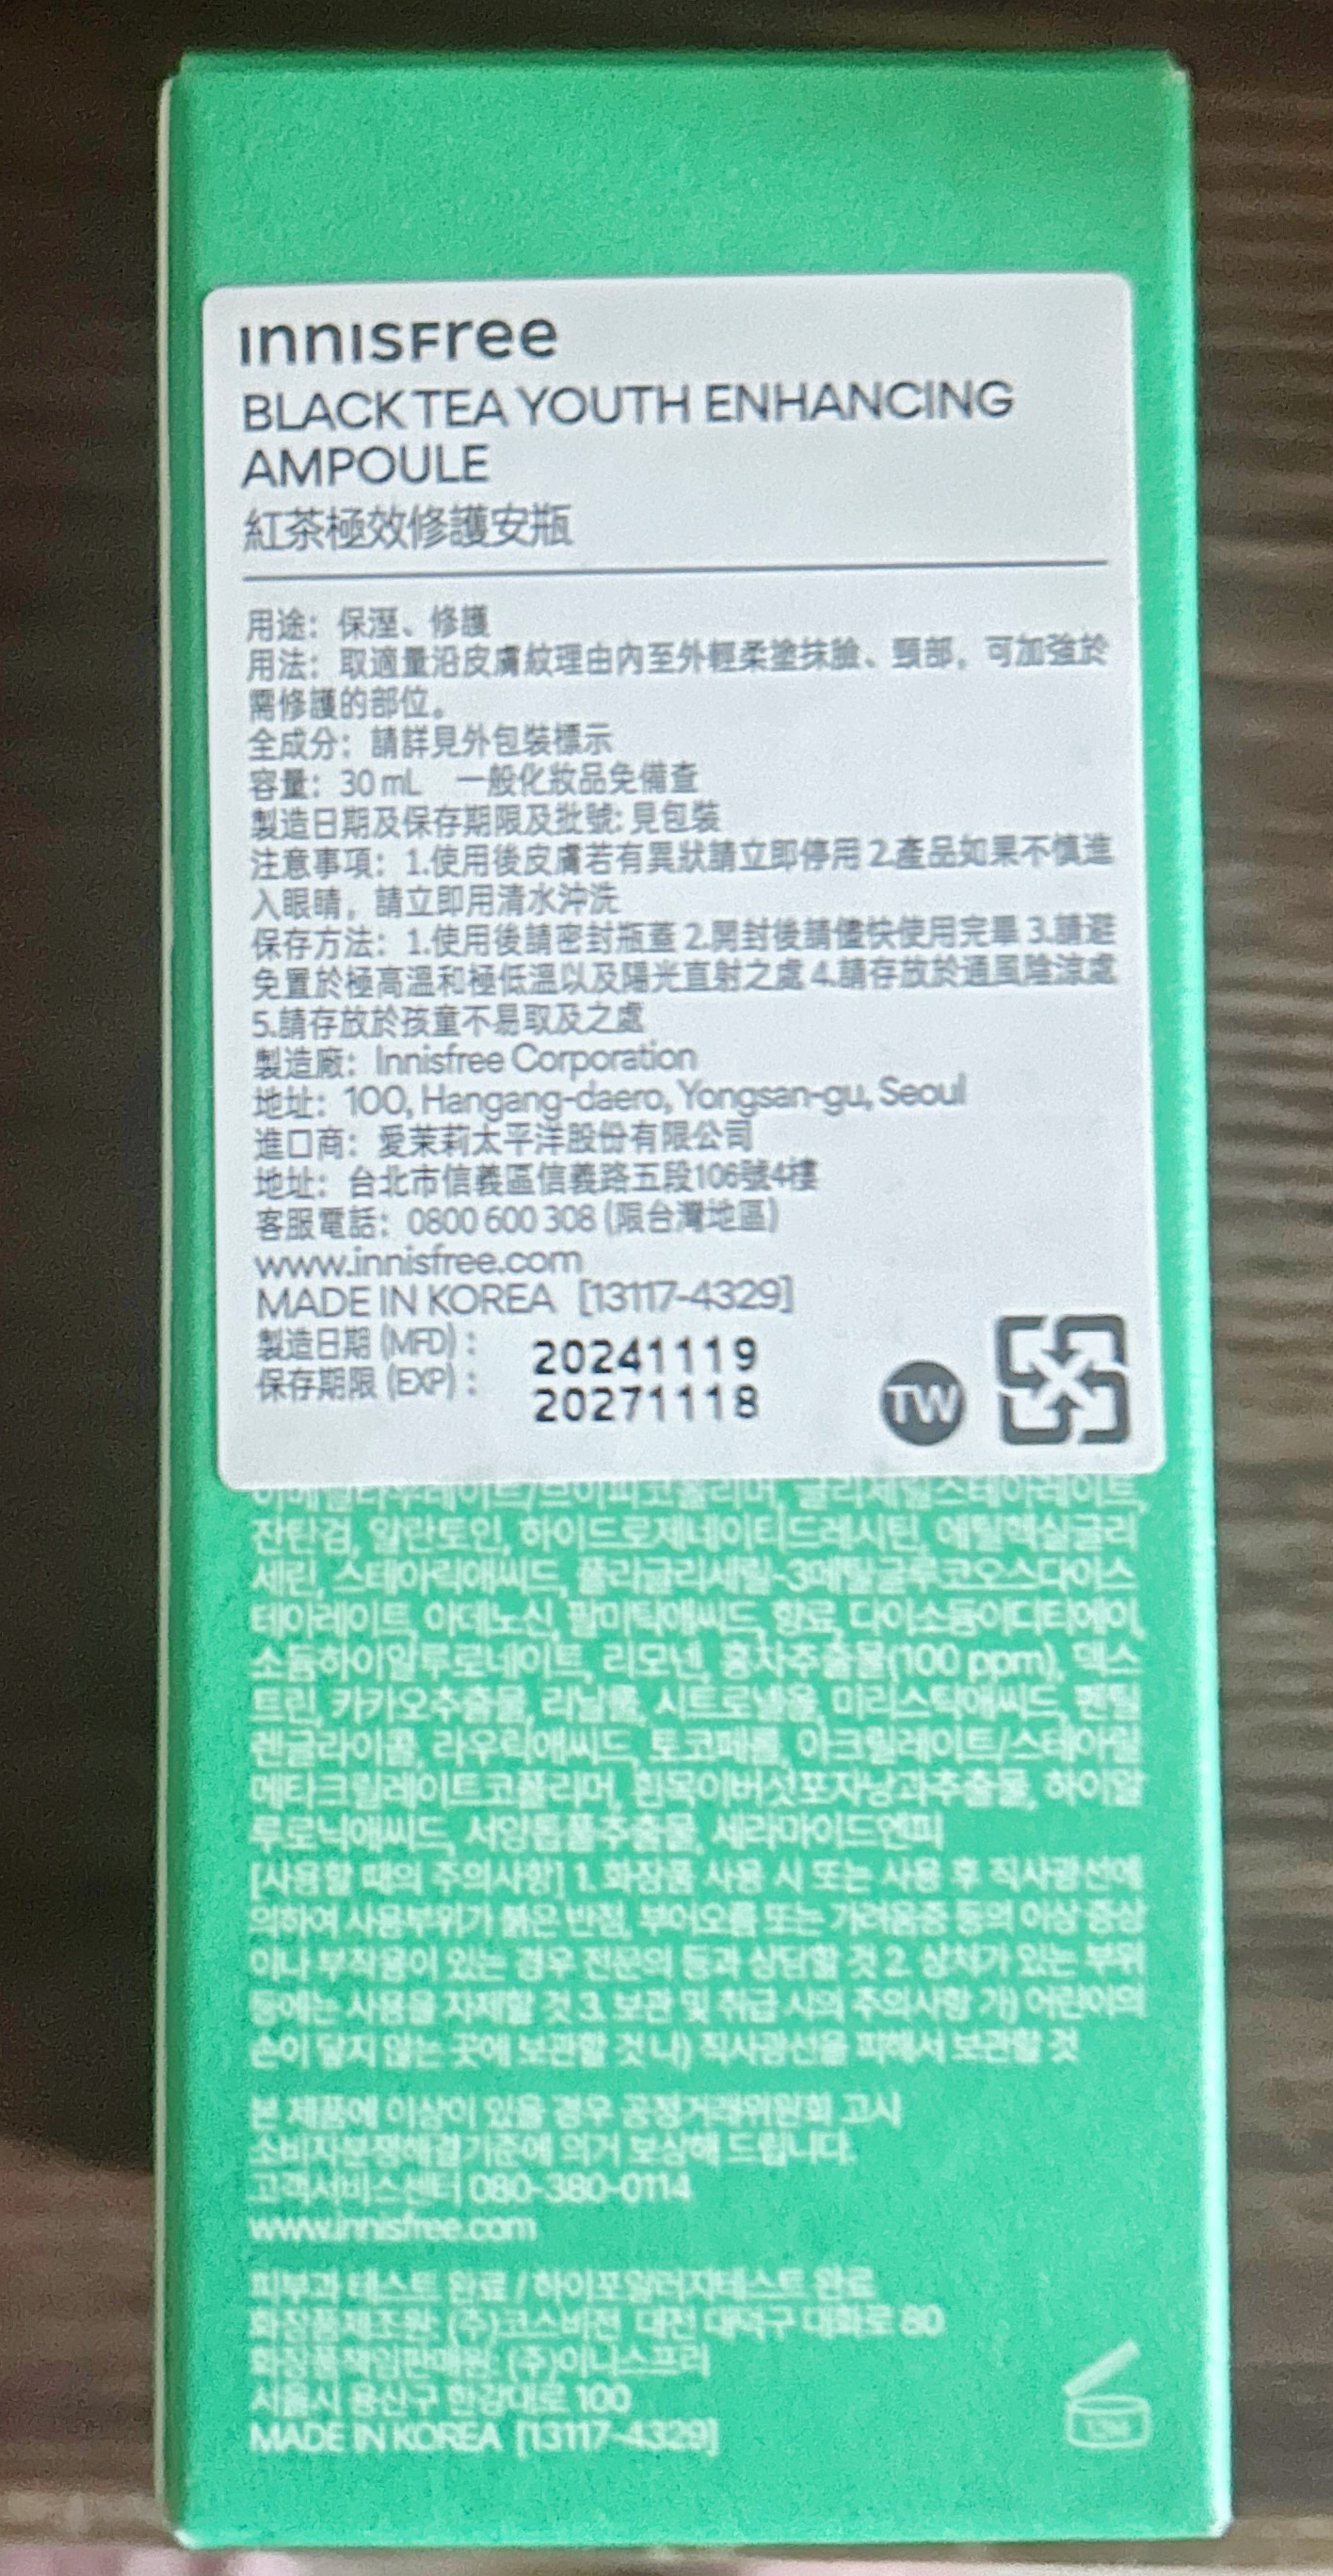 innisfree
BLACK TEA YOUTH ENHANCING
AMPOULE
紅茶極效修護安瓶
用途：保溼、修護
用法：取適量沿皮膚紋理由內至外輕柔塗抹臉、頸部，可加強於
需修護的部位。
全成分：請詳見外包裝標示
容量：30 mL 一般化妝品免備查
製造日期及保存期限及批號: 見包裝
注意事項：1.使用後皮膚若有異狀請立即停用 2.產品如果不慎進
入眼睛，請立即用清水沖洗
保存方法：1.使用後請密封瓶蓋 2.開封後請儘快使用完畢 3.請避
免置於極高溫和極低溫以及陽光直射之處 4.請存放於通風陰涼處
5.請存放於孩童不易取及之處
製造廠：Innisfree Corporation
地址：100, Hangang-daero, Yongsan-gu, Seoul
進口商：愛茉莉太平洋股份有限公司
地址：台北市信義區信義路五段106號4樓
客服電話：0800 600 308 (限台灣地區)
www.innisfree.com
MADE IN KOREA [13117-4329]
製造日期 (MFD)：20241119
保存期限 (EXP)：20271118
TW
글리세릴스테아레이트,
잔탄검, 알란토인, 하이드로제네이티드레시틴, 에틸헥실글리
세린, 스테아릭애씨드, 폴리글리세릴-3메틸글루코오스다이스
테아레이트, 아데노신, 팔미틱애씨드, 향료, 다이소듐이디티에이,
소듐하이알루로네이트, 리모넨, 홍차추출물(100 ppm), 덱스
트린, 카카오추출물, 리날룰, 시트로넬올, 미리스틱애씨드, 펜틸
렌글라이콜, 라우릭애씨드, 토코페롤, 아크릴레이트/스테아릴
메타크릴레이트코폴리머, 흰목이버섯포자낭과추출물, 하이알
루로닉애씨드, 서양톱풀추출물, 세라마이드엔피
[사용할 때의 주의사항] 1. 화장품 사용 시 또는 사용 후 직사광선에
의하여 사용부위가 붉은 반점, 부어오름 또는 가려움증 등의 이상 증상
이나 부작용이 있는 경우 전문의 등과 상담할 것 2. 상처가 있는 부위
등에는 사용을 자제할 것 3. 보관 및 취급 시의 주의사항 가) 어린이의
손이 닿지 않는 곳에 보관할 것 나) 직사광선을 피해서 보관할 것
본 제품에 이상이 있을 경우 공정거래위원회 고시
소비자분쟁해결기준에 의거 보상해 드립니다.
고객서비스센터 080-380-0114
www.innisfree.com
피부과 테스트 완료 / 하이포알러지테스트 완료
화장품제조원: (주)코스비전 대전 대덕구 대화로 80
화장품책임판매원: (주)이니스프리
서울시 용산구 한강대로 100
MADE IN KOREA [13117-4329]
12M